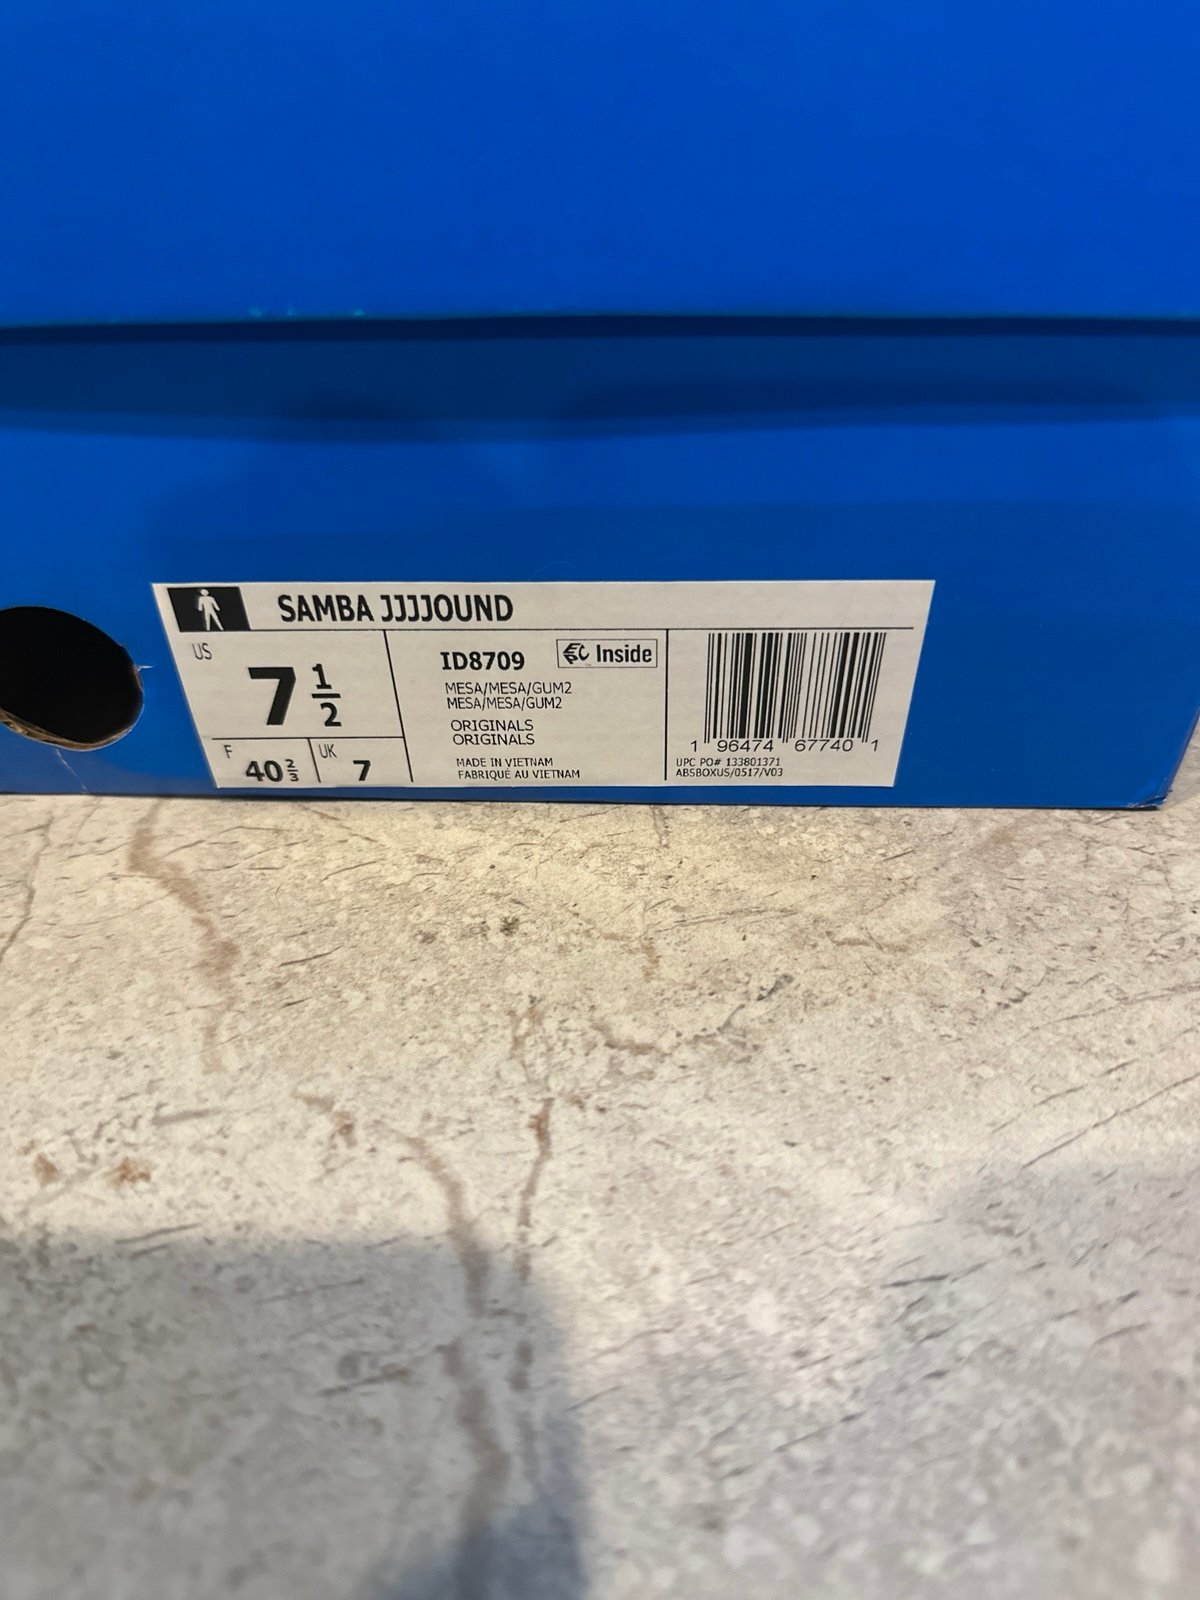 SAMBA JJJJOUND
US
7 1/2
F
40 2/3
UK
7
ID8709
Inside
MESA/MESA/GUM2
MESA/MESA/GUM2
ORIGINALS
ORIGINALS
MADE IN VIETNAM
FABRIQUÉ AU VIETNAM
1 96474 67740 1
UPC PO# 133801371
ABSBOXUS/0517/V03